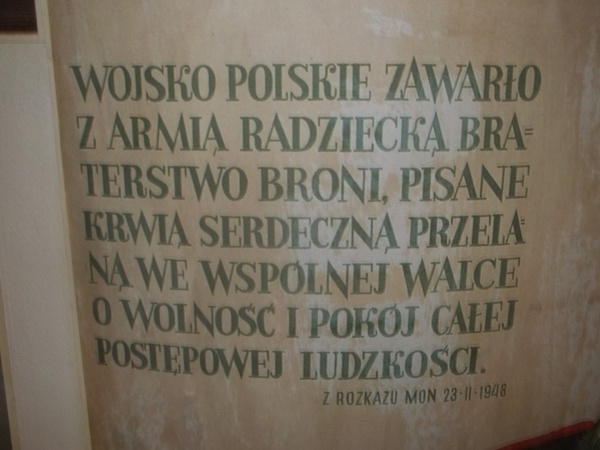 WOJSKO POLSKIE ZAWARŁO
Z ARMIĄ RADZIECKĄ BRA=
TERSTWO BRONI, PISANE
KRWIĄ SERDECZNĄ PRZELA=
NĄ WE WSPÓLNEJ WALCE
O WOLNOŚĆ I POKÓJ CAŁEJ
POSTĘPOWEJ LUDZKOŚCI.
Z ROZKAZU MON 23-II-1948